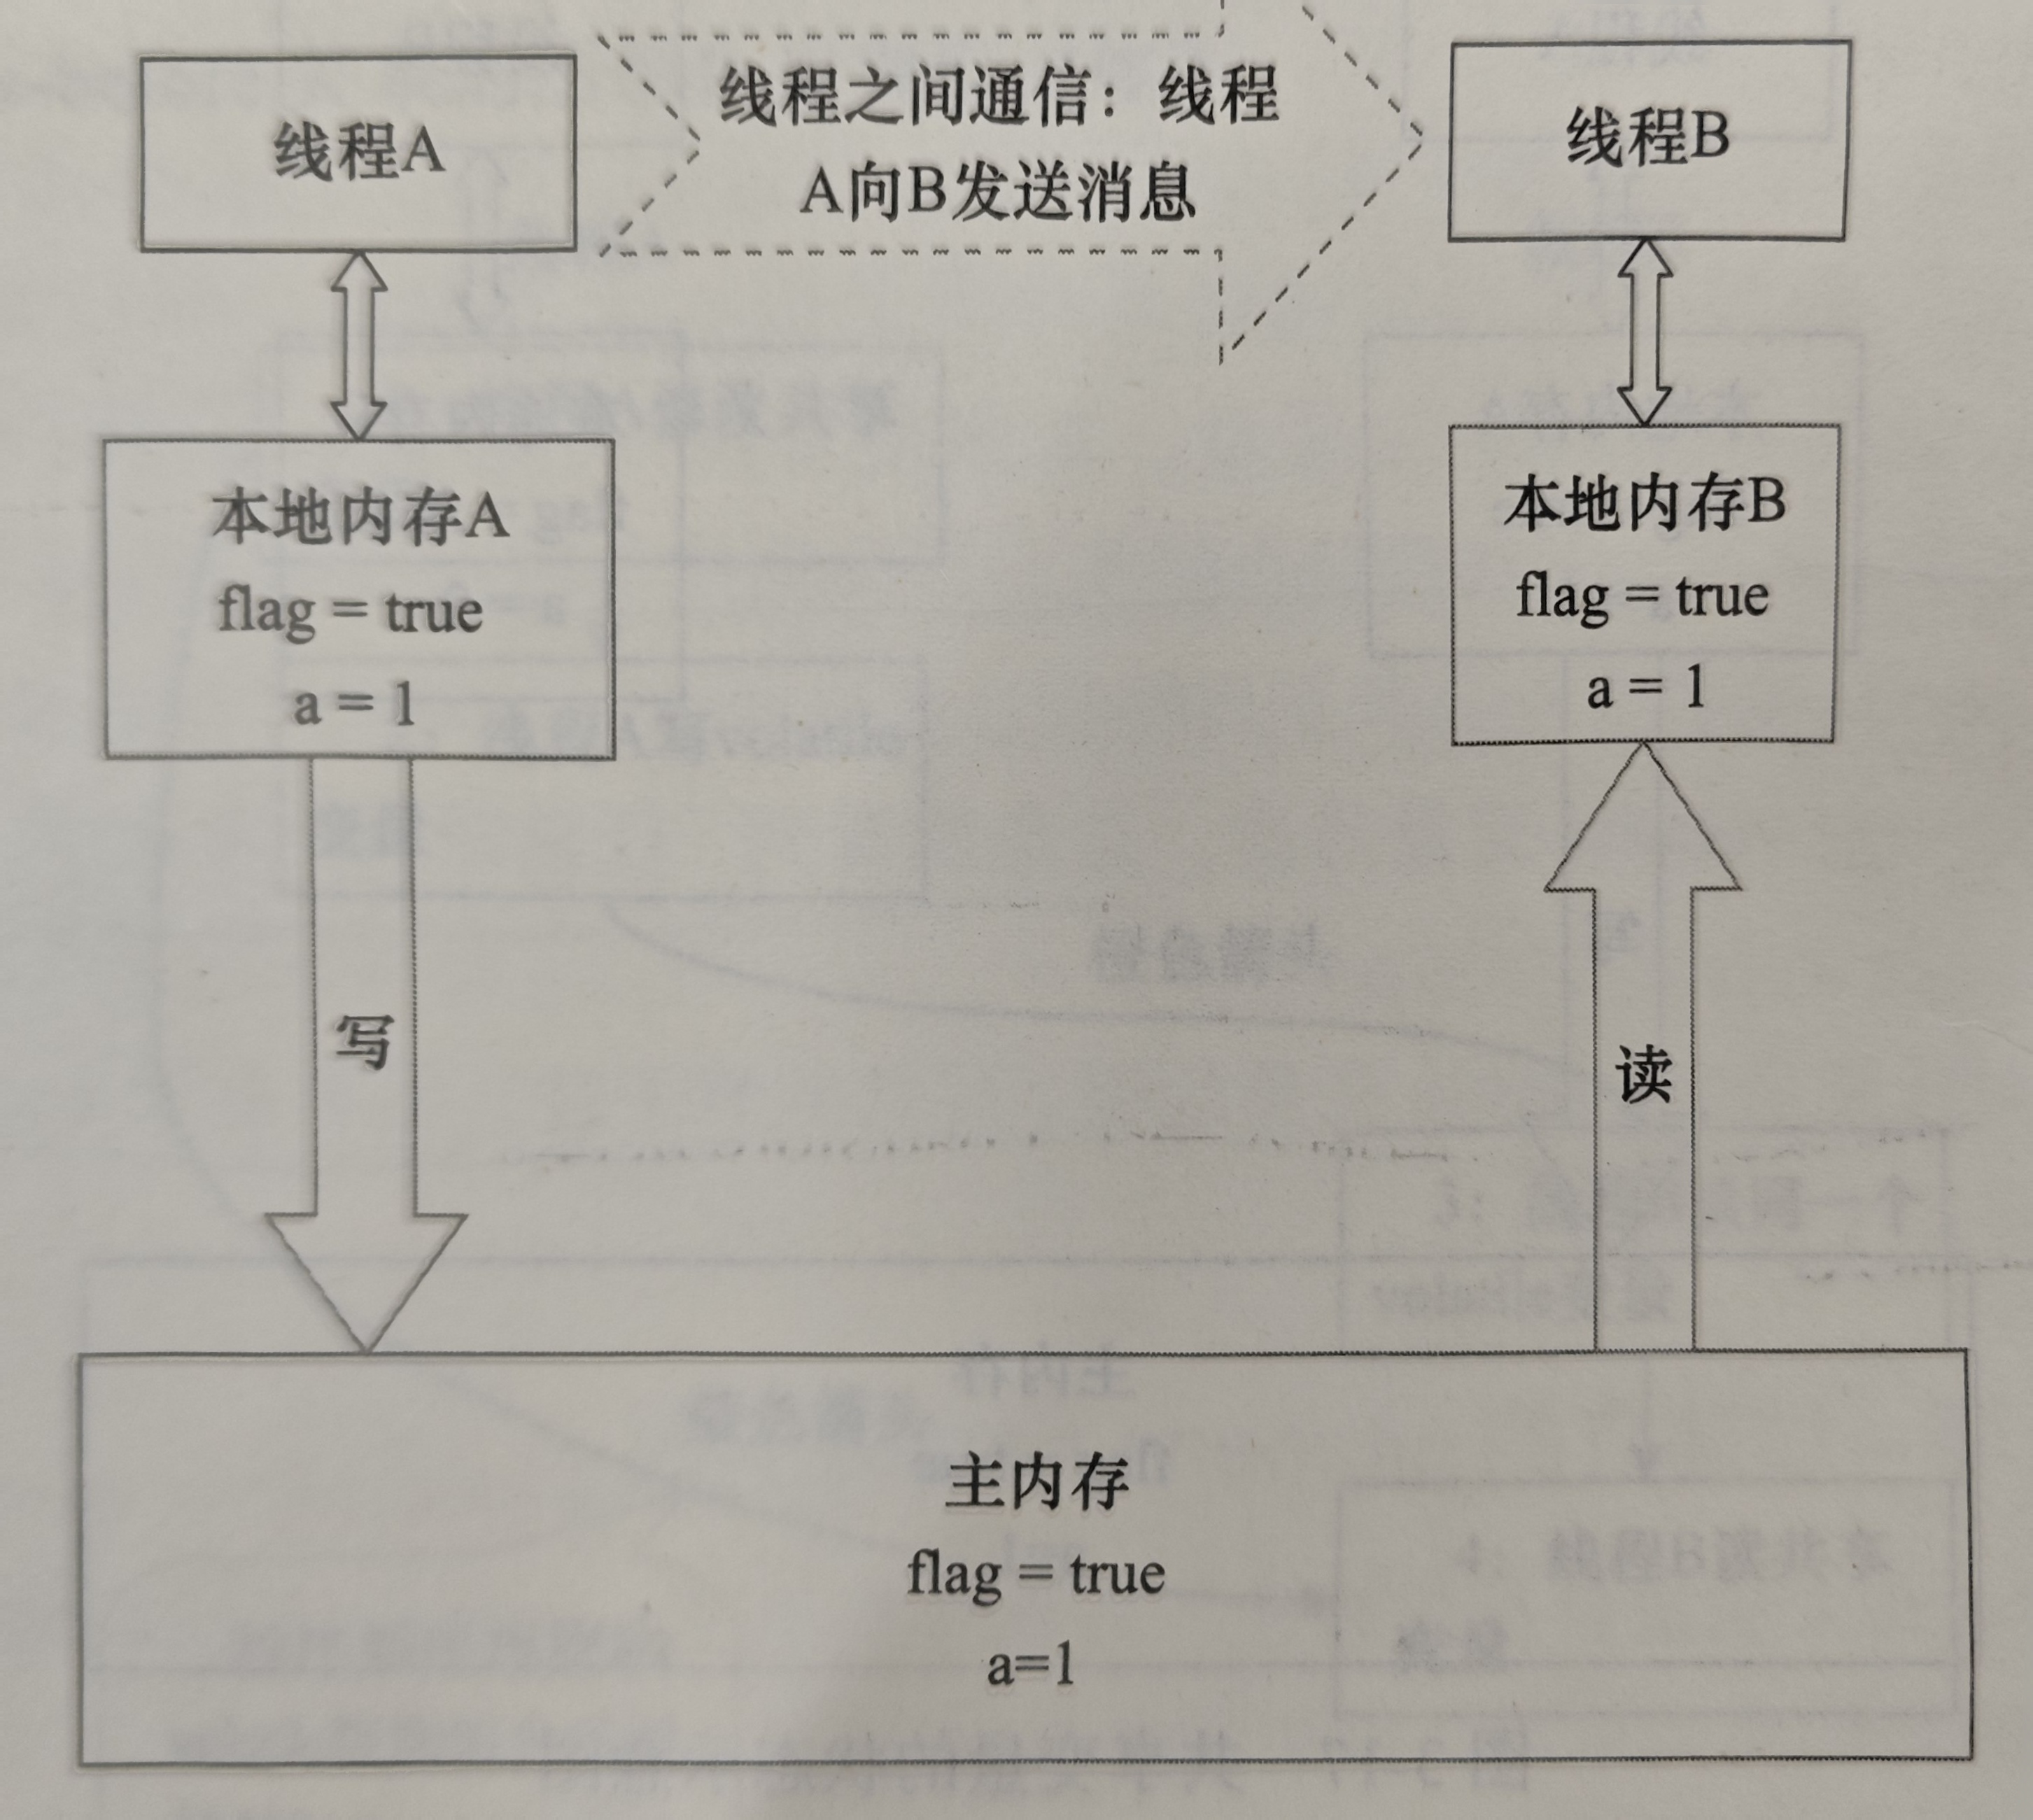 线程A
线程之间通信：线程
A向B发送消息
线程B
本地内存A
flag = true
a = 1
本地内存B
flag = true
a = 1
写
读
主内存
flag = true
a=1